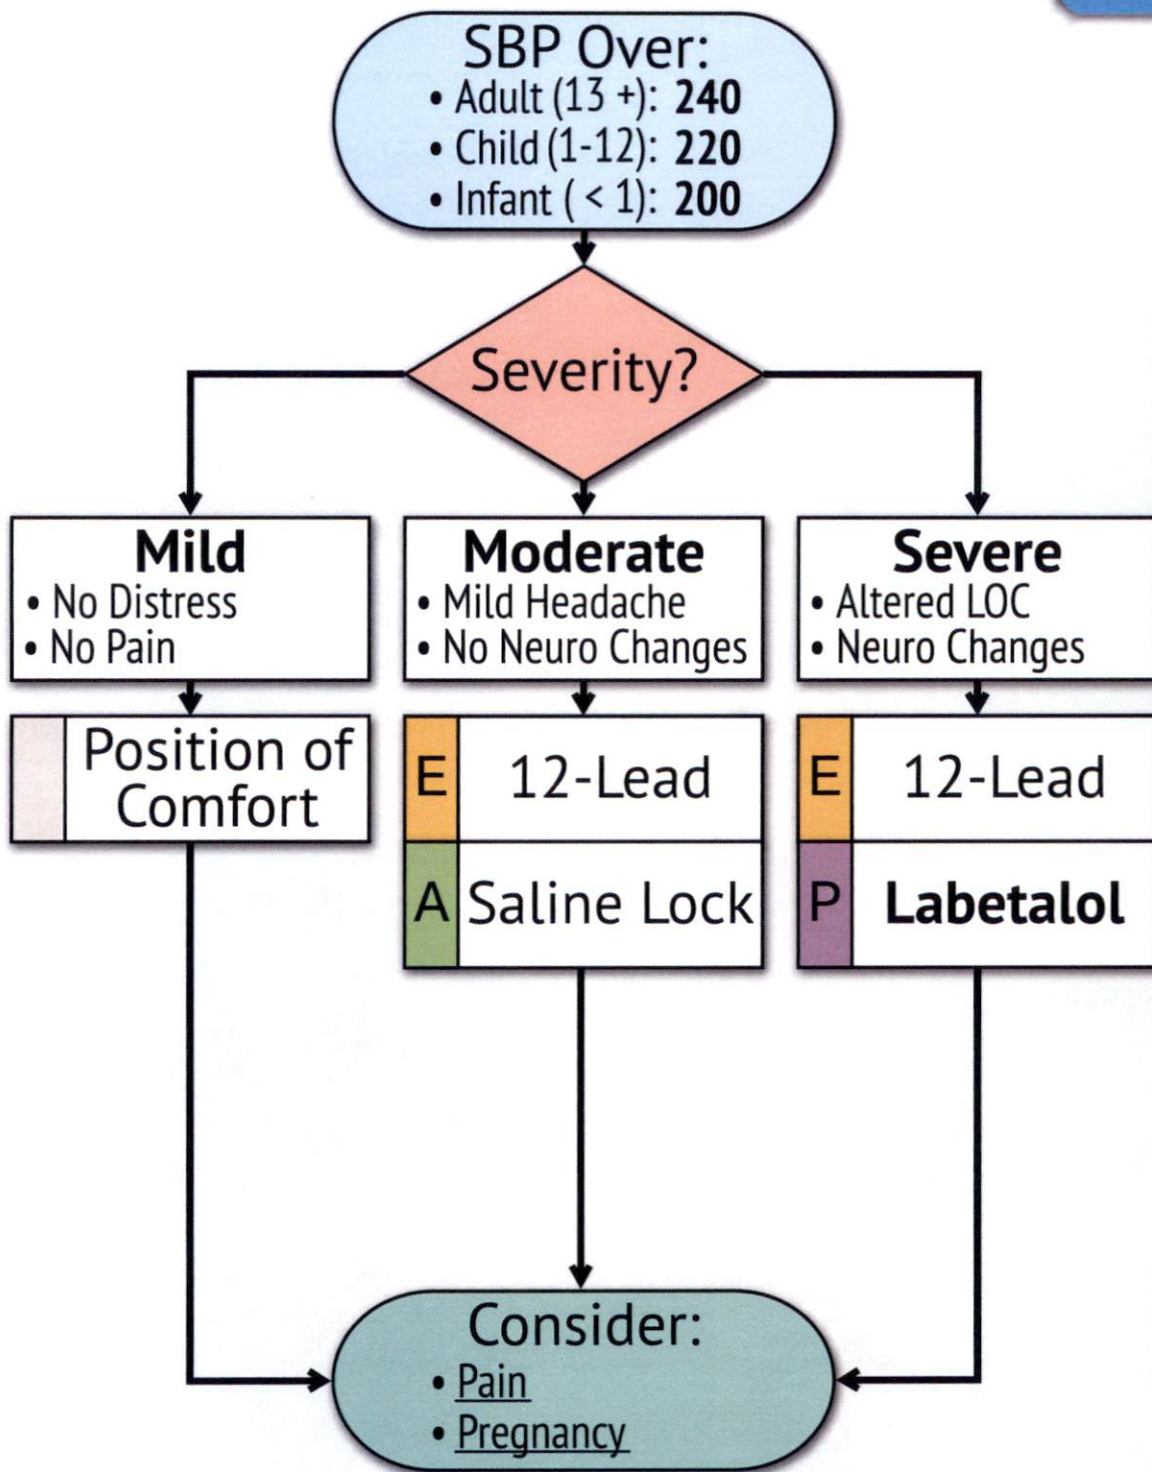 SBP Over:
• Adult (13 +): 240
• Child (1-12): 220
• Infant ( < 1): 200
Severity?
Mild
• No Distress
• No Pain
Position of
Comfort
Moderate
• Mild Headache
• No Neuro Changes
E 12-Lead
A Saline Lock
Severe
• Altered LOC
• Neuro Changes
E 12-Lead
P Labetalol
Consider:
• Pain
• Pregnancy